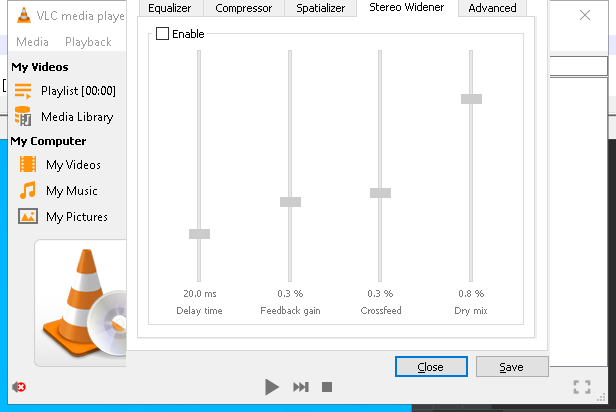 VLC media player
Media Playback
My Videos
Playlist [00:00]
Media Library
My Computer
My Videos
My Music
My Pictures
Equalizer Compressor Spatializer Stereo Widener Advanced
Enable
20.0 ms 0.3 % 0.3 % 0.8 %
Delay time Feedback gain Crossfeed Dry mix
Close Save